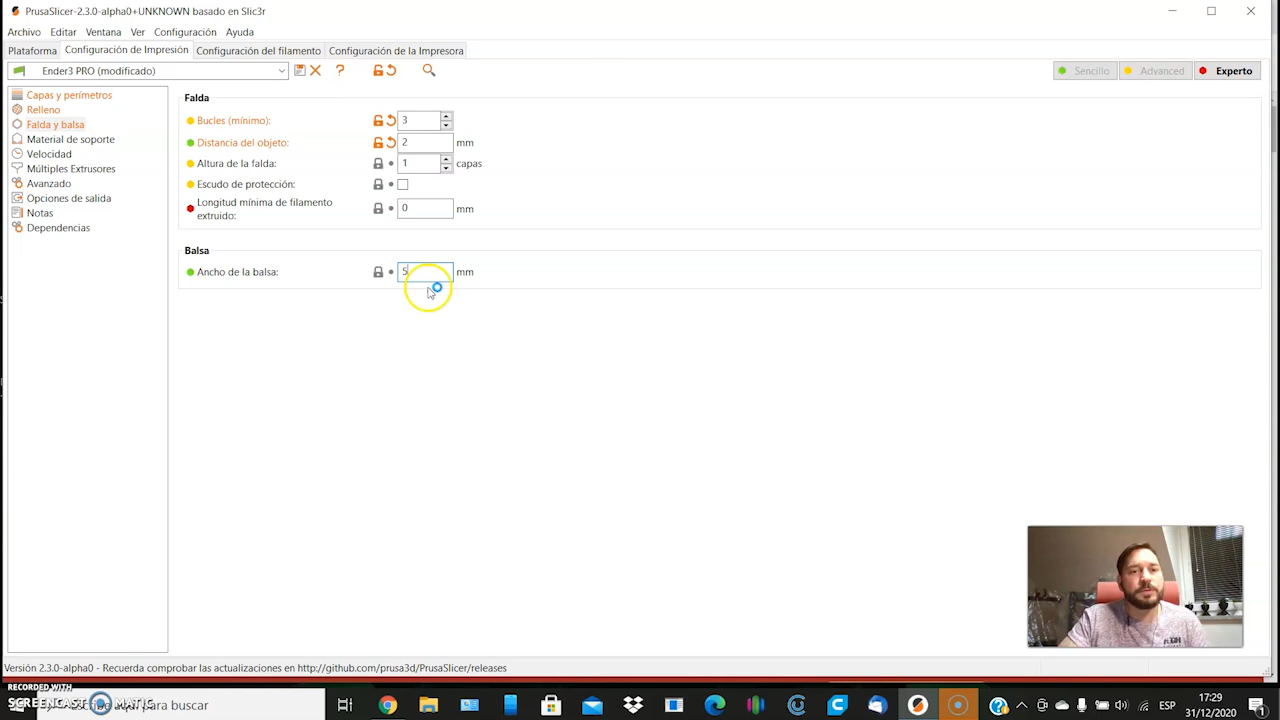 PrusaSlicer-2.3.0-alpha0+UNKNOWN basado en Slic3r
Archivo Editar Ventana Ver Configuración Ayuda
Plataforma Configuración de Impresión Configuración del filamento Configuración de la Impresora
Ender3 PRO (modificado) Sencillo Advanced Experto
Capas y perímetros
Relleno
Falda y balsa
Material de soporte
Velocidad
Múltiples Extrusores
Avanzado
Opciones de salida
Notas
Dependencias
Falda
Bucles (mínimo): 3
Distancia del objeto: 2 mm
Altura de la falda: 1 capas
Escudo de protección:
Longitud mínima de filamento
extruido: 0 mm
Balsa
Ancho de la balsa: 5 mm
Versión 2.3.0-alpha0 - Recuerda comprobar las actualizaciones en http://github.com/prusa3d/PrusaSlicer/releases
RECORDED WITH
SCREENCAST MATIC
para buscar
ESP
17:29
31/12/2020
1